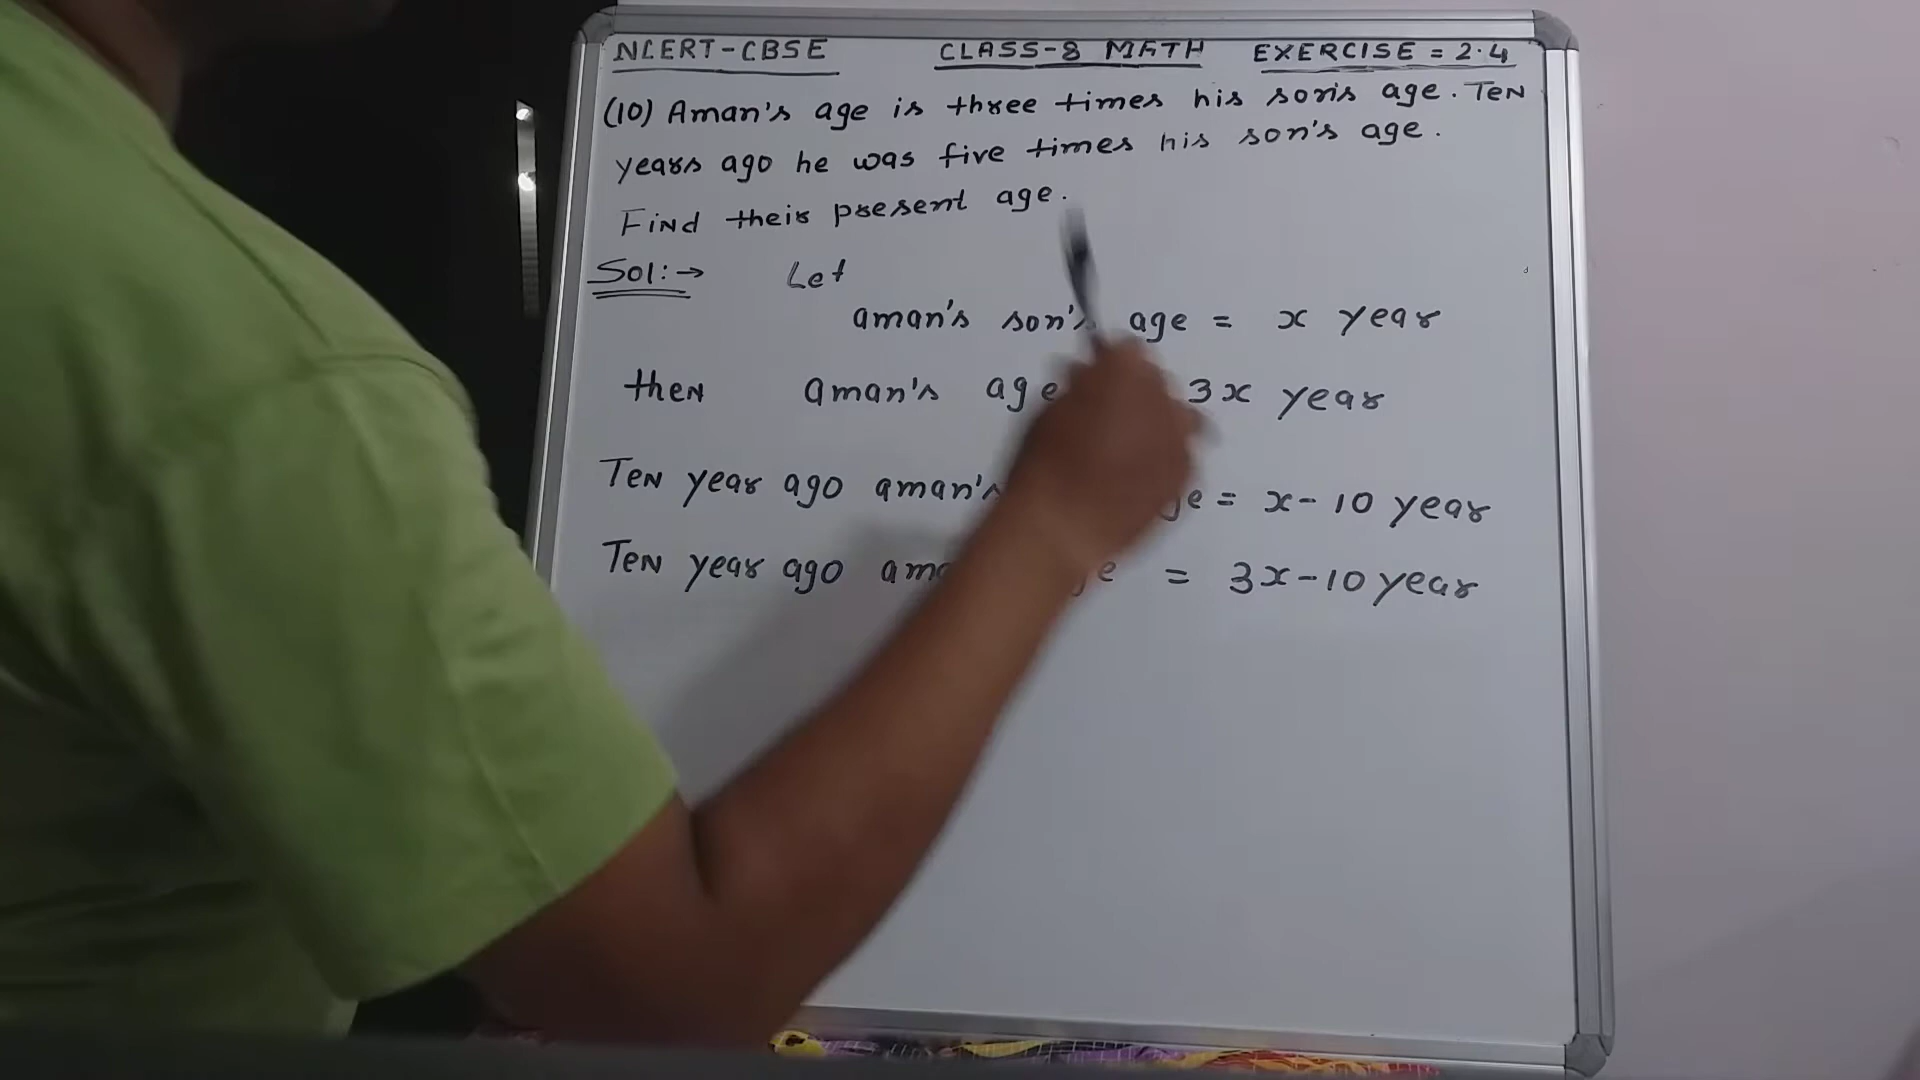 NCERT-CBSE CLASS-8 MATH EXERCISE = 2.4
(10) Aman's age is three times his son's age. Ten
years ago he was five times his son's age.
Find their present age.
Sol:→ Let
aman's son's age = x year
then aman's age 3x year
Ten year ago aman's = x-10 year
Ten year ago = 3x-10 year